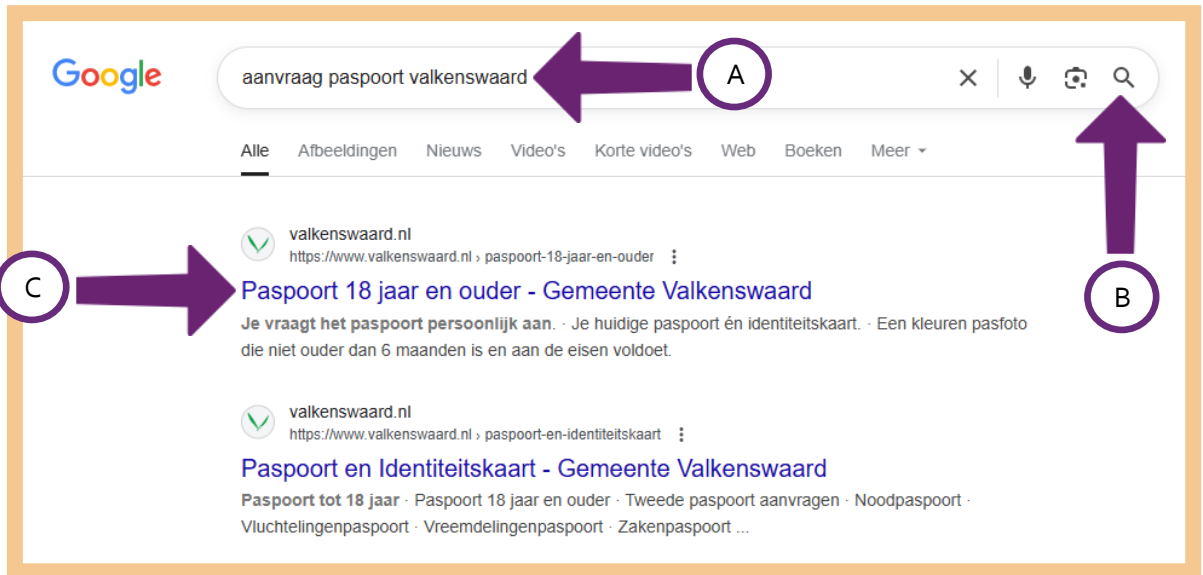 Google
aanvraag paspoort valkenswaard
A
Alle Afbeeldingen Nieuws Video's Korte video's Web Boeken Meer
B
C
valkenswaard.nl
https://www.valkenswaard.nl › paspoort-18-jaar-en-ouder
Paspoort 18 jaar en ouder - Gemeente Valkenswaard
Je vraagt het paspoort persoonlijk aan. · Je huidige paspoort én identiteitskaart. · Een kleuren pasfoto
die niet ouder dan 6 maanden is en aan de eisen voldoet.
valkenswaard.nl
https://www.valkenswaard.nl › paspoort-en-identiteitskaart
Paspoort en Identiteitskaart - Gemeente Valkenswaard
Paspoort tot 18 jaar · Paspoort 18 jaar en ouder · Tweede paspoort aanvragen · Noodpaspoort ·
Vluchtelingenpaspoort · Vreemdelingenpaspoort · Zakenpaspoort ...